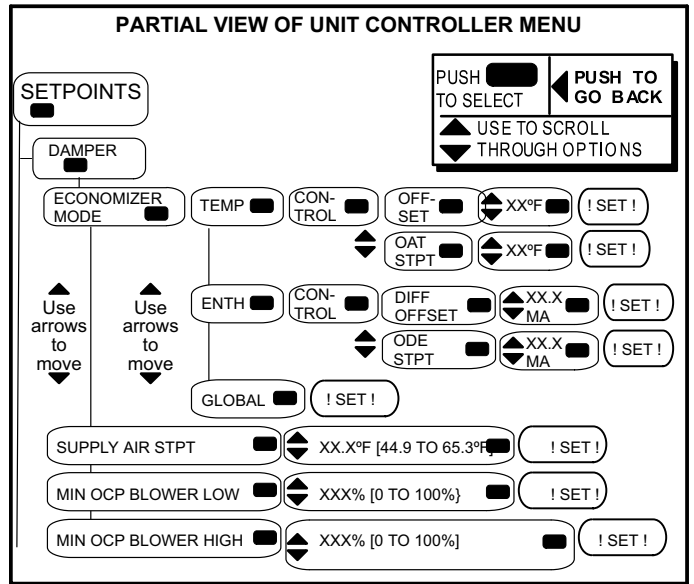 PARTIAL VIEW OF UNIT CONTROLLER MENU
PUSH
TO SELECT
PUSH TO
GO BACK
USE TO SCROLL
THROUGH OPTIONS
SETPOINTS
DAMPER
ECONOMIZER
MODE
TEMP
CON-
TROL
OFF-
SET
XXºF
! SET !
OAT
STPT
XXºF
! SET !
Use
arrows
to
move
Use
arrows
to
move
ENTH
CON-
TROL
DIFF
OFFSET
XX.X
MA
! SET !
ODE
STPT
XX.X
MA
! SET !
GLOBAL
! SET !
SUPPLY AIR STPT
XX.XºF [44.9 TO 65.3ºF]
! SET !
MIN OCP BLOWER LOW
XXX% [0 TO 100%}
! SET !
MIN OCP BLOWER HIGH
XXX% [0 TO 100%]
! SET !